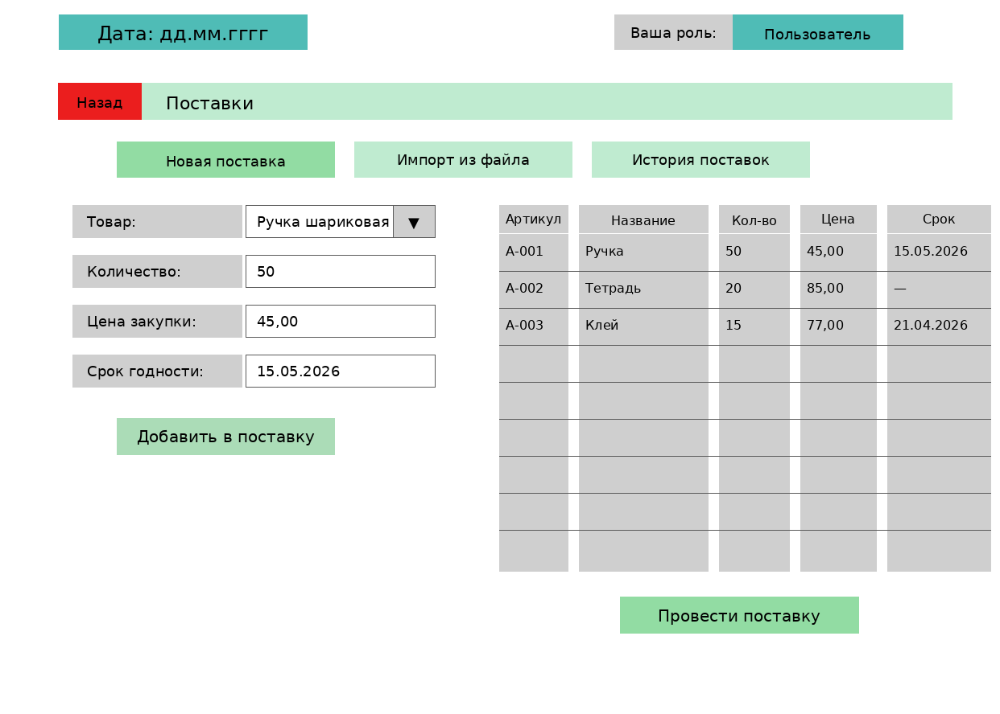 Дата: дд.мм.гггг
Ваша роль: Пользователь
Назад Поставки
Новая поставка Импорт из файла История поставок
Товар: Ручка шариковая ▼
Количество: 50
Цена закупки: 45,00
Срок годности: 15.05.2026
Добавить в поставку
Артикул Название Кол-во Цена Срок
А-001 Ручка 50 45,00 15.05.2026
А-002 Тетрадь 20 85,00 —
А-003 Клей 15 77,00 21.04.2026
Провести поставку